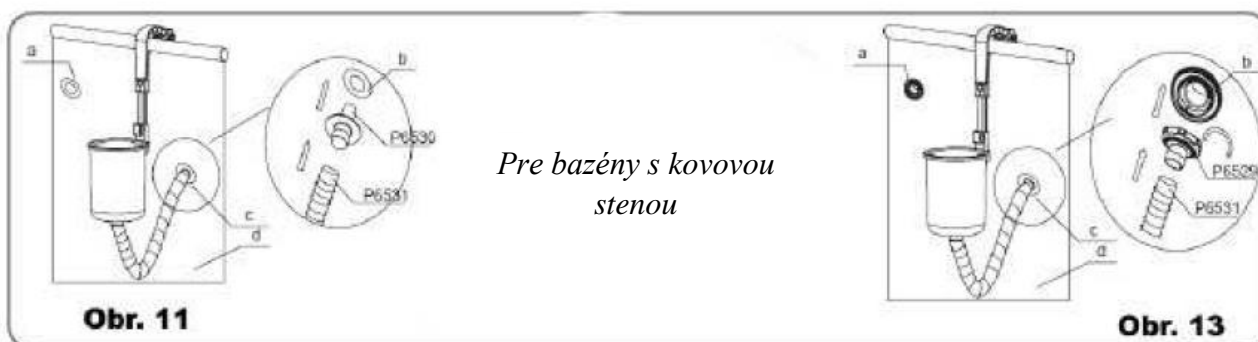 a
b
P6530
P6531
c
d
Obr. 11
Pre bazény s kovovou
stenou
a
b
P6529
P6531
c
d
Obr. 13